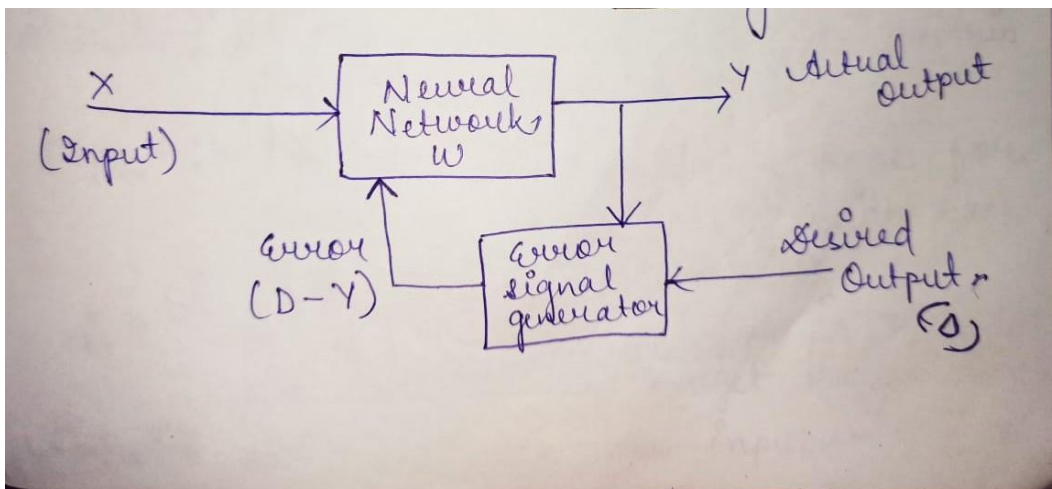 X
(Input)
Neural
Network,
W
Y Actual
Output
Error
(D-Y)
Error
signal
generator
Desired
Output
(D)